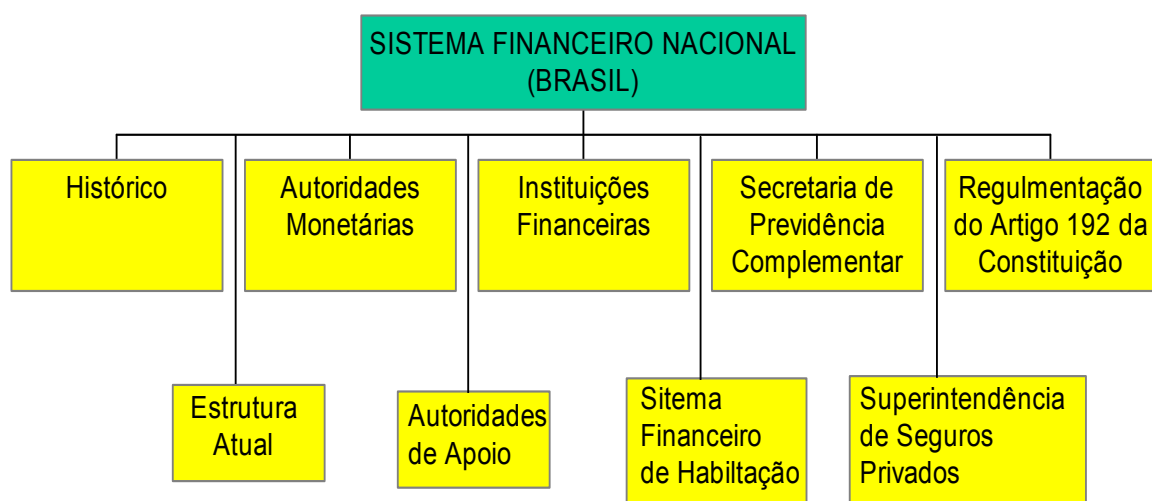 SISTEMA FINANCEIRO NACIONAL
(BRASIL)
Histórico
Autoridades
Monetárias
Instituições
Financeiras
Secretaria de
Previdência
Complementar
Regulmentação
do Artigo 192 da
Constituição
Estrutura
Atual
Autoridades
de Apoio
Sitema
Financeiro
de Habiltação
Superintendência
de Seguros
Privados